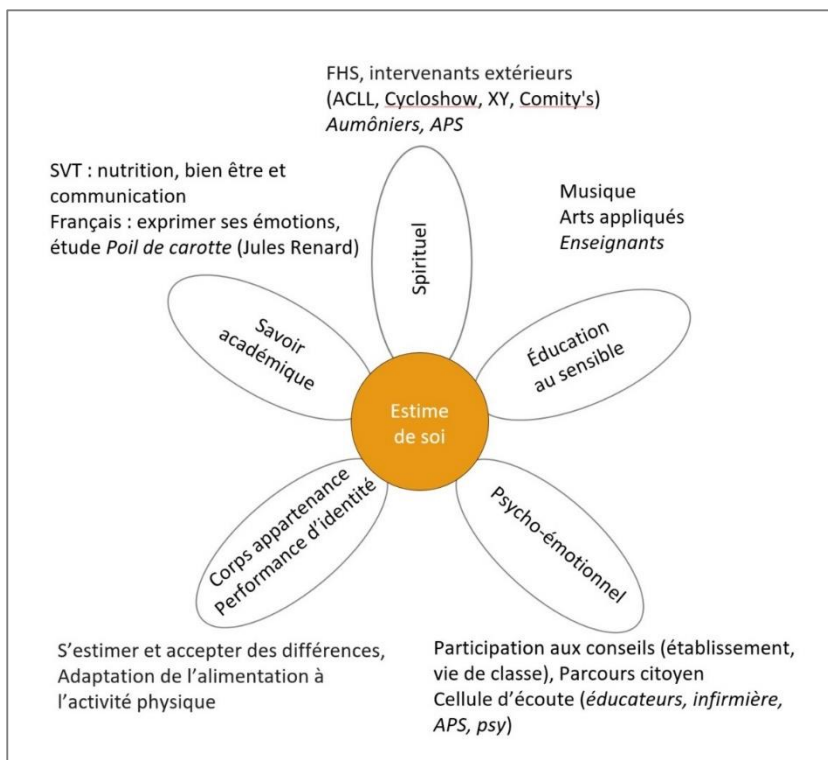 FHS, intervenants extérieurs
(ACLL, Cycloshow, XY, Comity's)
Aumôniers, APS
SVT : nutrition, bien être et
communication
Français : exprimer ses émotions,
étude Poil de carotte (Jules Renard)
Musique
Arts appliqués
Enseignants
Spirituel
Savoir
académique
Éducation
au sensible
Estime
de soi
Corps appartenance
Performance d'identité
Psycho-émotionnel
S'estimer et accepter des différences,
Adaptation de l'alimentation à
l'activité physique
Participation aux conseils (établissement,
vie de classe), Parcours citoyen
Cellule d'écoute (éducateurs, infirmière,
APS, psy)